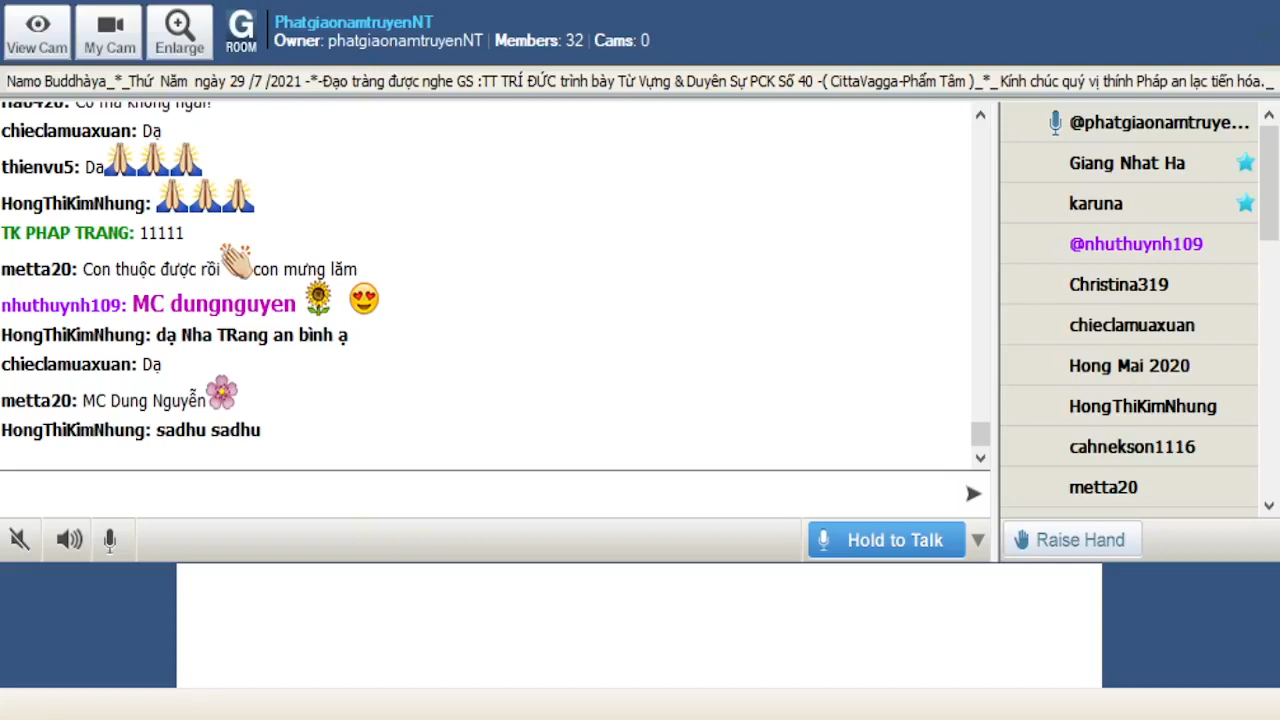 View Cam
My Cam
Enlarge
G
ROOM
PhatgiaonamtruyenNT
Owner: phatgiaonamtruyenNT | Members: 32 | Cams: 0
Namo Buddhàya_*_Thứ Năm ngày 29 /7 /2021 -*-Đạo tràng được nghe GS :TT TRÍ ĐỨC trình bày Từ Vựng & Duyên Sự PCK Số 40 -( CittaVagga-Phẩm Tâm )_*_Kính chúc quý vị thính Pháp an lạc tiến hóa._
chieclamuaxuan: Dạ
thienvu5: Da
HongThiKimNhung:
TK PHAP TRANG: 11111
metta20: Con thuộc được rồi con mưng lăm
nhuthuynh109: MC dungnguyen
HongThiKimNhung: dạ Nha TRang an bình ạ
chieclamuaxuan: Dạ
metta20: MC Dung Nguyễn
HongThiKimNhung: sadhu sadhu
@phatgiaonamtruye...
Giang Nhat Ha
karuna
@nhuthuynh109
Christina319
chieclamuaxuan
Hong Mai 2020
HongThiKimNhung
cahnekson1116
metta20
Hold to Talk
Raise Hand